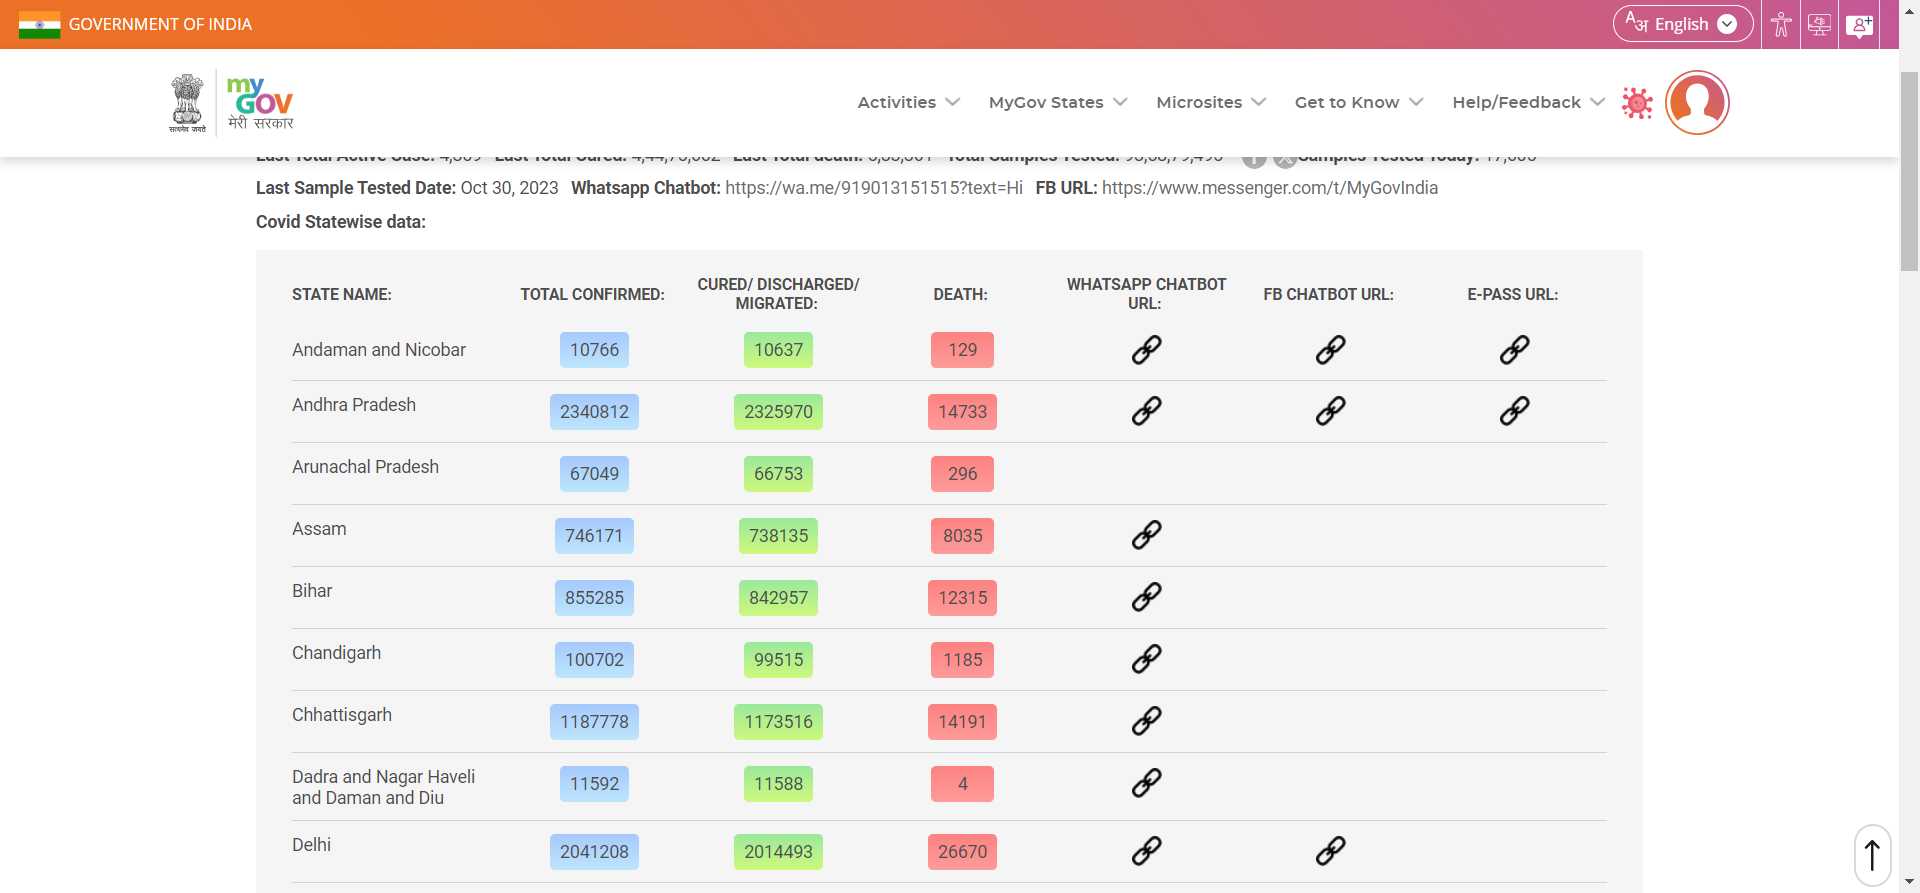 GOVERNMENT OF INDIA
Aअ English
सत्यमेव जयते
my
GOV
मेरी सरकार
Activities MyGov States Microsites Get to Know Help/Feedback
Last Sample Tested Date: Oct 30, 2023 Whatsapp Chatbot: https://wa.me/919013151515?text=Hi FB URL: https://www.messenger.com/t/MyGovIndia
Covid Statewise data:
STATE NAME: TOTAL CONFIRMED: CURED/ DISCHARGED/ MIGRATED: DEATH: WHATSAPP CHATBOT URL: FB CHATBOT URL: E-PASS URL:
Andaman and Nicobar 10766 10637 129
Andhra Pradesh 2340812 2325970 14733
Arunachal Pradesh 67049 66753 296
Assam 746171 738135 8035
Bihar 855285 842957 12315
Chandigarh 100702 99515 1185
Chhattisgarh 1187778 1173516 14191
Dadra and Nagar Haveli
and Daman and Diu 11592 11588 4
Delhi 2041208 2014493 26670